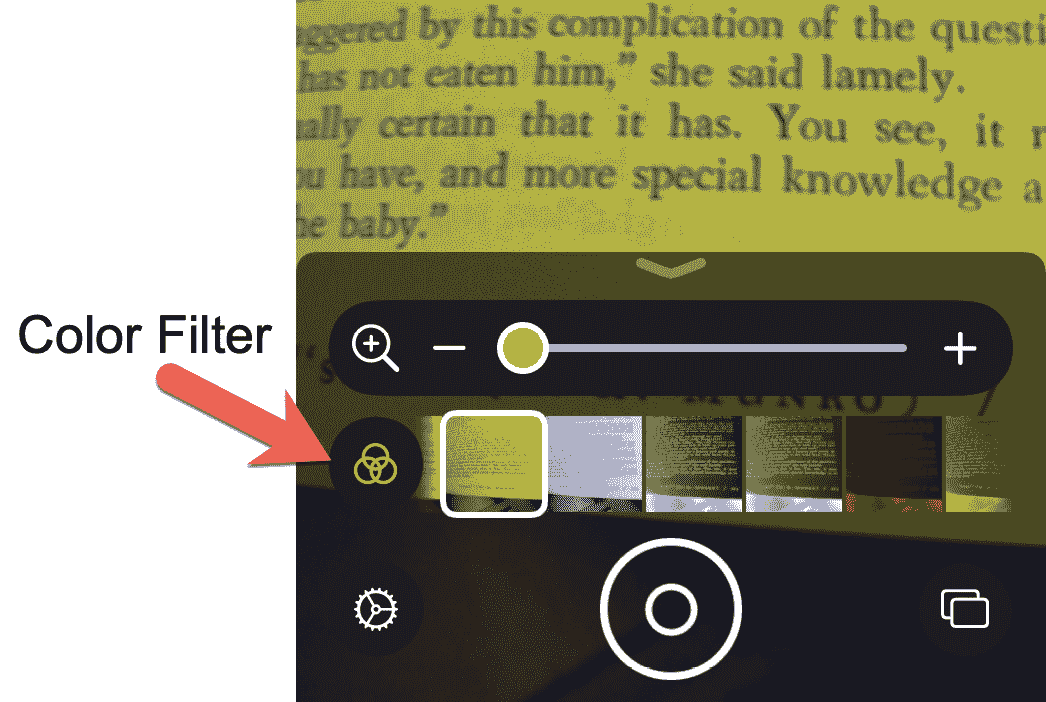 ggered by this complication of the questi
has not eaten him,” she said lamely.
ally certain that it has. You see, it r
ou have, and more special knowledge a
he baby.”
Color Filter
MUNRO)